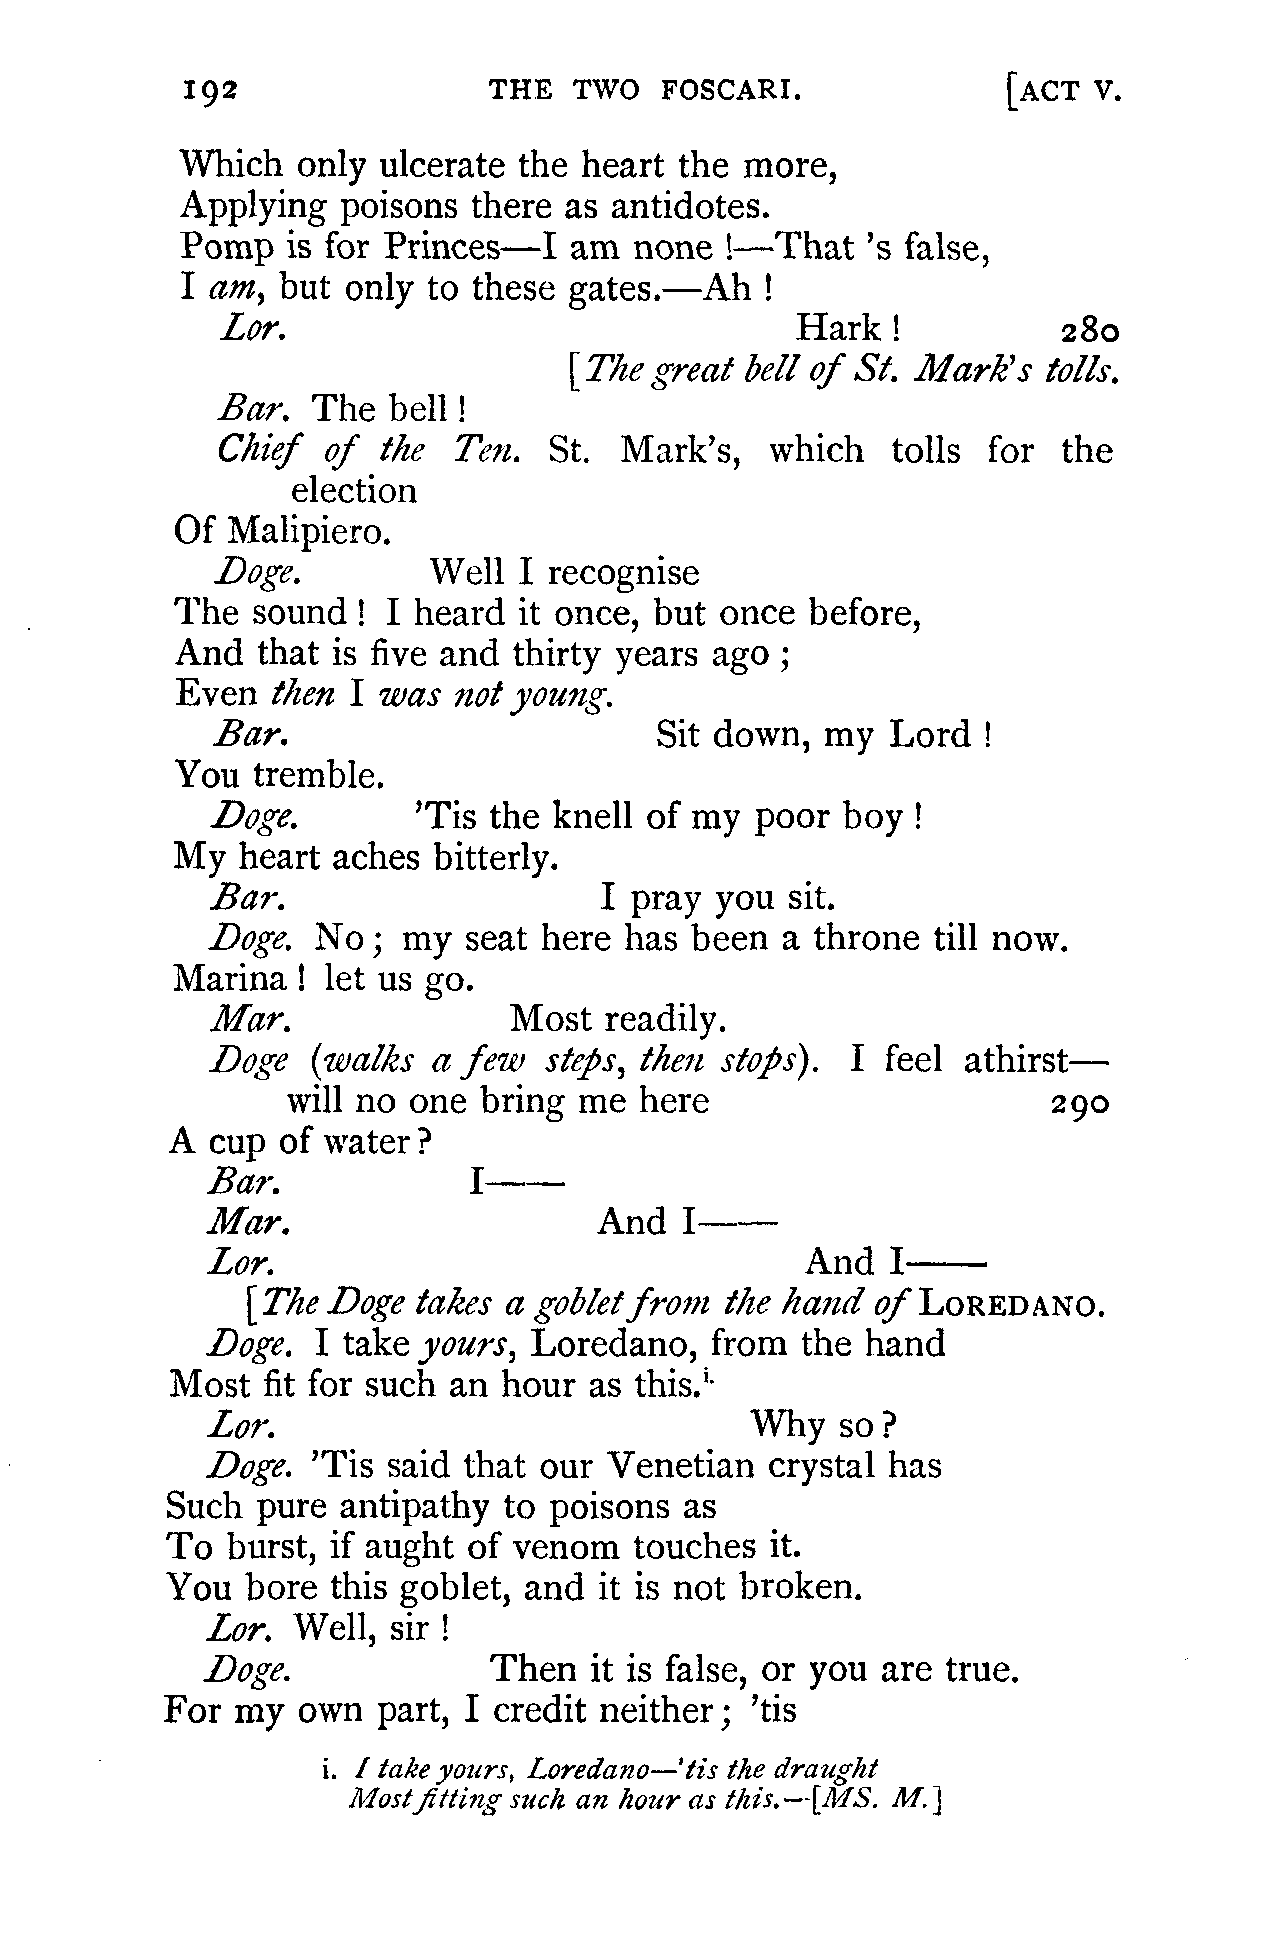 192 THE TWO FOSCARI. [ACT V.
Which only ulcerate the heart the more,
Applying poisons there as antidotes.
Pomp is for Princes—I am none !—That 's false,
I am, but only to these gates.—Ah !
Lor. Hark ! 280
[The great bell of St. Mark's tolls.
Bar. The bell !
Chief of the Ten. St. Mark's, which tolls for the
election
Of Malipiero.
Doge. Well I recognise
The sound ! I heard it once, but once before,
And that is five and thirty years ago ;
Even then I was not young.
Bar. Sit down, my Lord !
You tremble.
Doge. 'Tis the knell of my poor boy !
My heart aches bitterly.
Bar. I pray you sit.
Doge. No ; my seat here has been a throne till now.
Marina ! let us go.
Mar. Most readily.
Doge (walks a few steps, then stops). I feel athirst—
will no one bring me here 290
A cup of water ?
Bar. I——
Mar. And I——
Lor. And I——
[The Doge takes a goblet from the hand of LOREDANO.
Doge. I take yours, Loredano, from the hand
Most fit for such an hour as this.i.
Lor. Why so ?
Doge. 'Tis said that our Venetian crystal has
Such pure antipathy to poisons as
To burst, if aught of venom touches it.
You bore this goblet, and it is not broken.
Lor. Well, sir !
Doge. Then it is false, or you are true.
For my own part, I credit neither ; 'tis
i. I take yours, Loredano—'tis the draught
Most fitting such an hour as this.—[MS. M.]